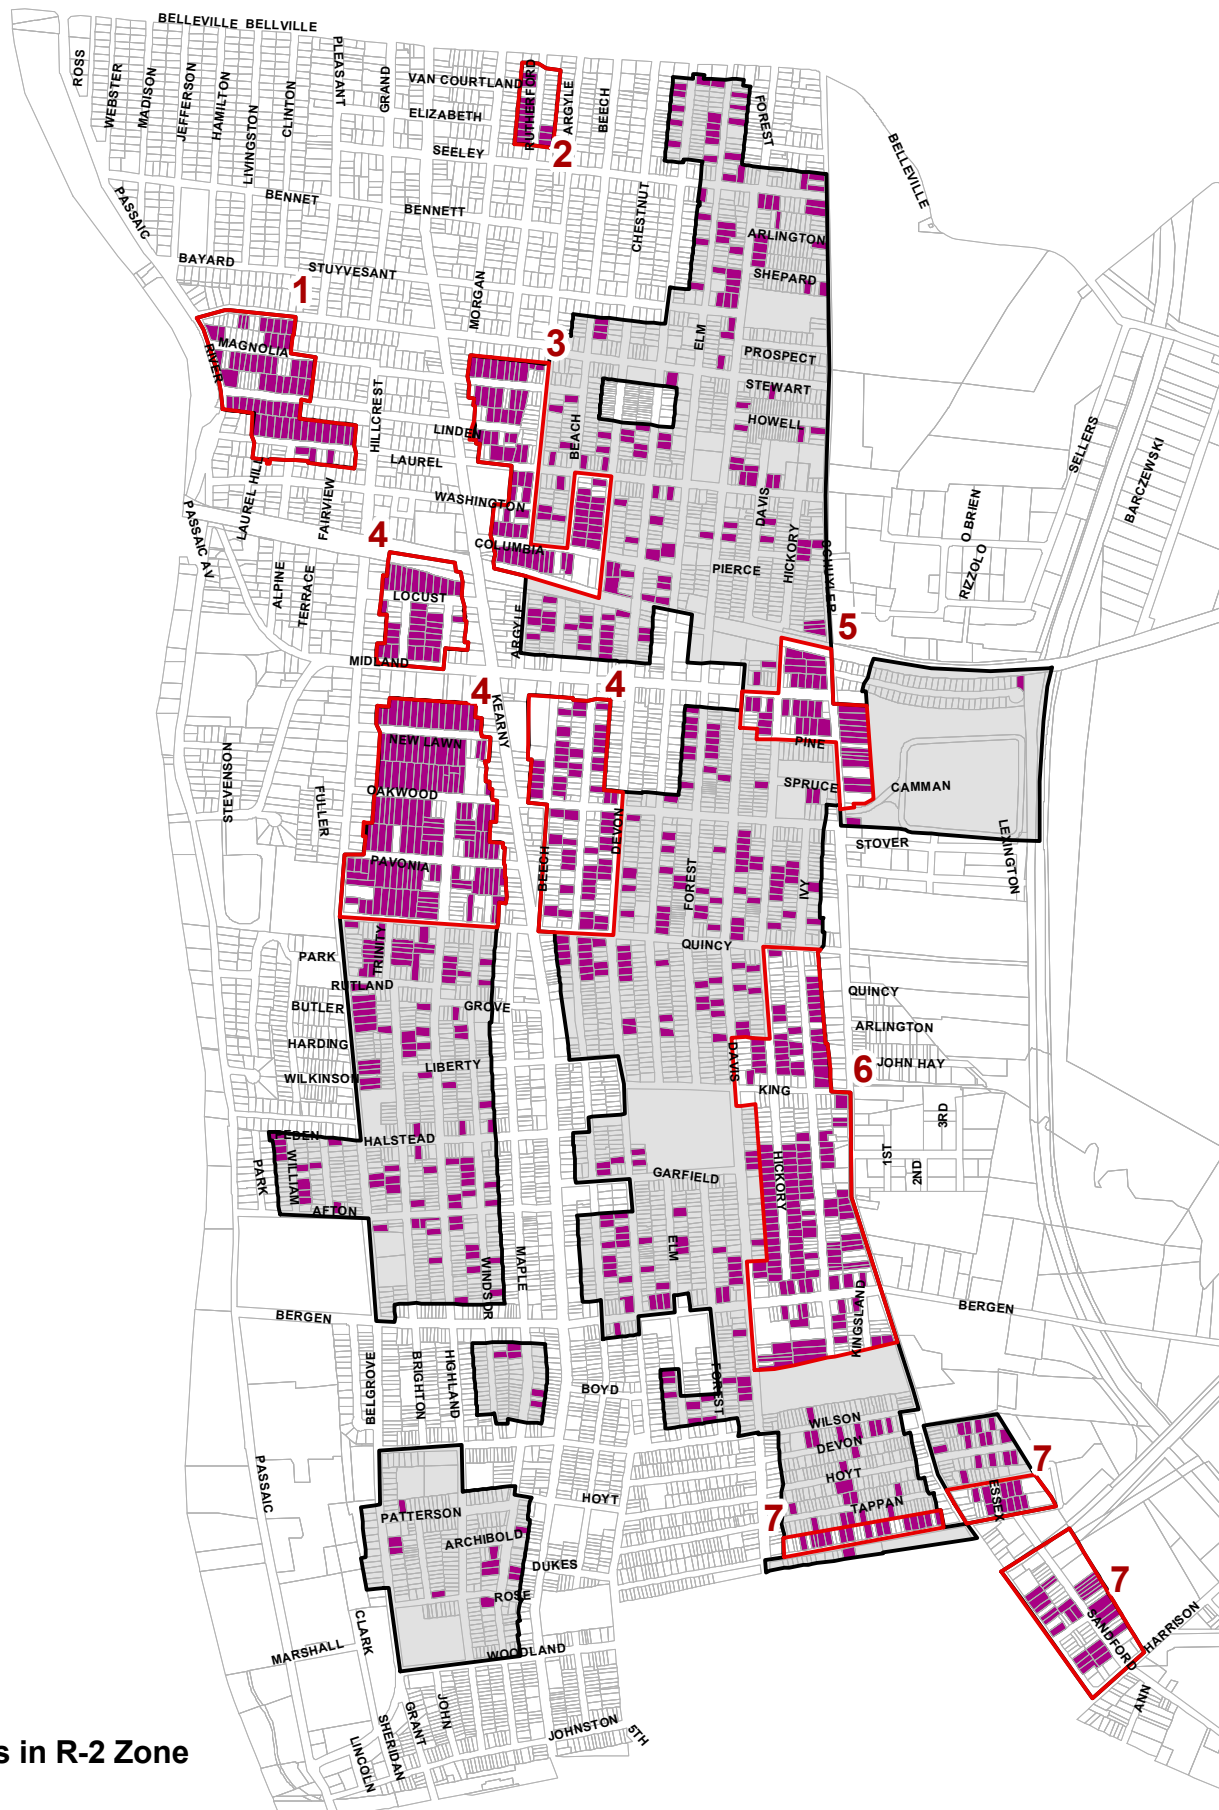 BELLEVILLE
BELLVILLE
ROSS
WEBSTER
MADISON
JEFFERSON
HAMILTON
LIVINGSTON
CLINTON
PLEASANT
GRAND
VAN COURTLAND
RUTHERFORD
ELIZABETH
ARGYLE
BEECH
FOREST
SEELEY
2
BELLEVILLE
PASSAIC
BENNET
BENNETT
CHESTNUT
ARLINGTON
BAYARD
STUYVESANT
SHEPARD
1
MORGAN
3
ELM
MAGNOLIA
RIVER
PROSPECT
STEWART
HILLCREST
BEACH
HOWELL
LINDEN
SELLERS
BARCZEWSKI
LAUREL
LAUREL HILL
FAIRVIEW
WASHINGTON
DAVIS
HICKORY
O BRIEN
PASSAIC AV
4
COLUMBIA
SCHUYLER
RIZZOLO
PIERCE
ALPINE
TERRACE
LOCUST
ARGYLE
5
MIDLAND
4
4
KEARNY
NEW LAWN
PINE
STEVENSON
OAKWOOD
SPRUCE
CAMMAN
FULLER
DEVON
STOVER
LEXINGTON
PAVONIA
BEECH
FOREST
IVY
TRINITY
QUINCY
PARK
RUTLAND
QUINCY
BUTLER
GROVE
ARLINGTON
HARDING
DAVIS
JOHN HAY
LIBERTY
6
WILKINSON
KING
3RD
PEDEN
HALSTEAD
1ST
2ND
PARK
WILLIAM
GARFIELD
HICKORY
AFTON
ELM
MAPLE
WINDSOR
KINGSLAND
BERGEN
BERGEN
BELGROVE
BRIGHTON
HIGHLAND
BOYD
FOREST
WILSON
DEVON
PASSAIC
HOYT
7
HOYT
ESSEX
TAPPAN
PATTERSON
7
ARCHIBOLD
DUKES
ROSE
7
CLARK
SANDFORD
HARRISON
MARSHALL
WOODLAND
ANN
JOHN
GRANT
SHERIDAN
LINCOLN
JOHNSTON
5TH
s in R-2 Zone